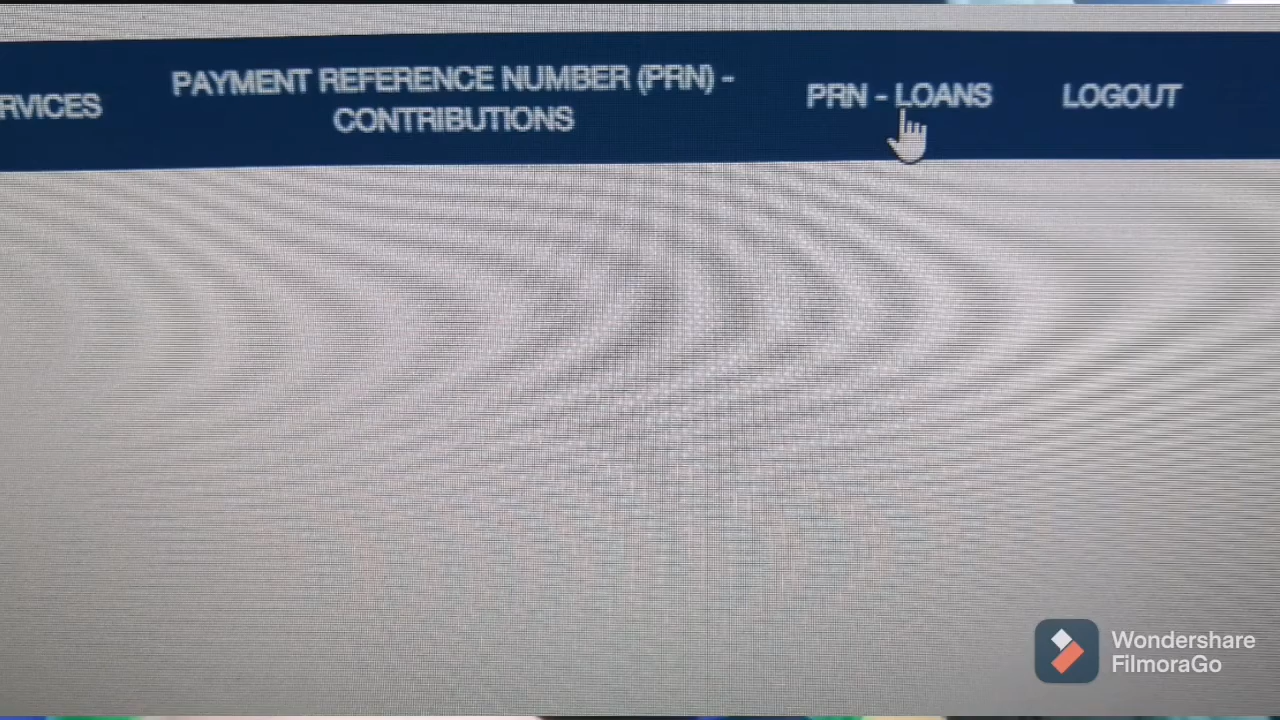 RVICES
PAYMENT REFERENCE NUMBER (PRN) -
CONTRIBUTIONS
PRN - LOANS
LOGOUT
Wondershare
FilmoraGo